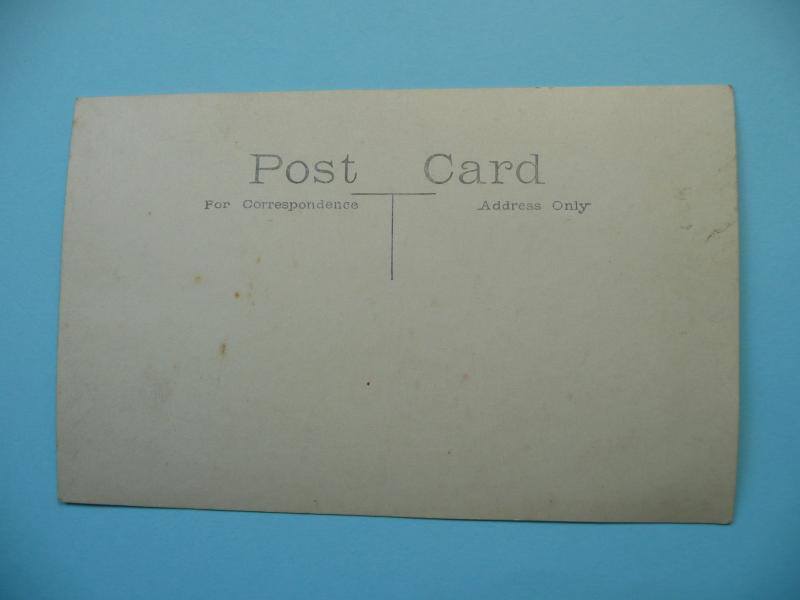 Post Card
For Correspondence Address Only